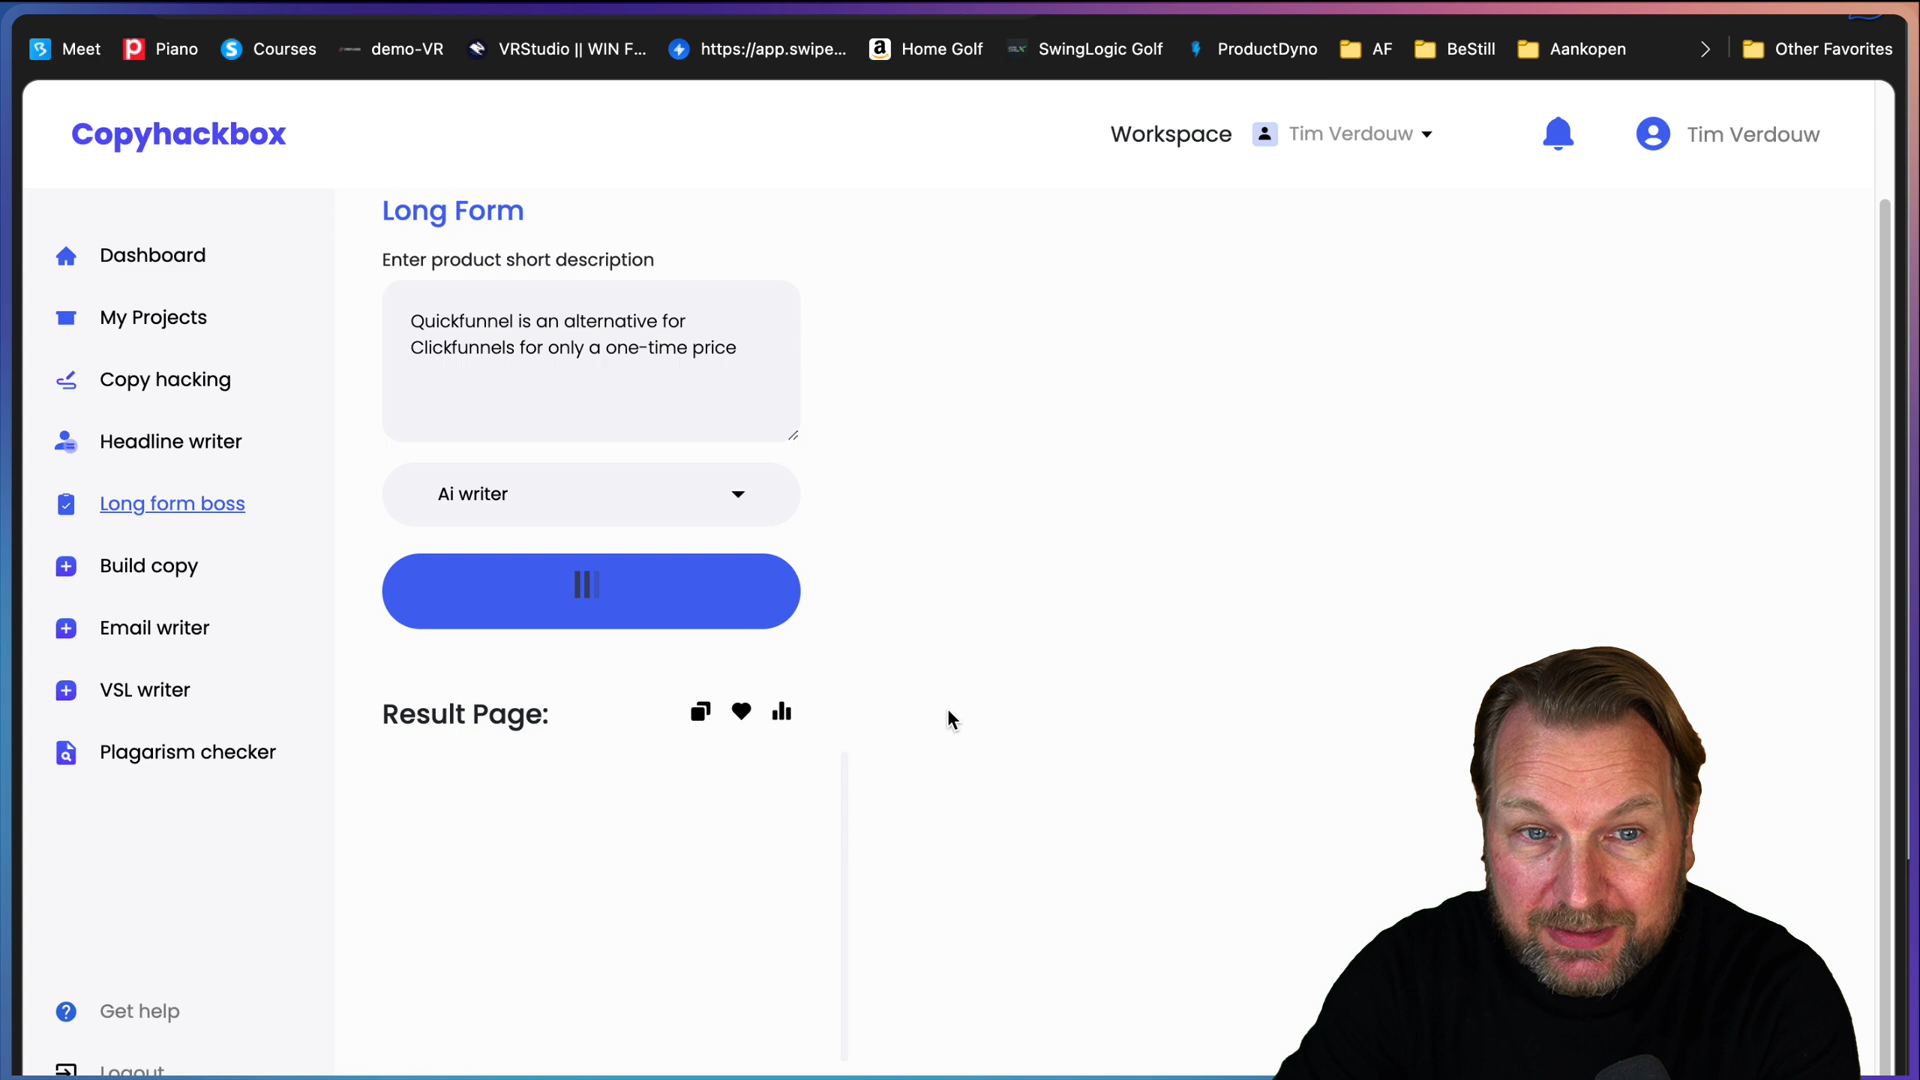 Meet Piano Courses demo-VR VRStudio || WIN F... https://app.swipe... Home Golf SwingLogic Golf ProductDyno AF BeStill Aankopen Other Favorites
Copyhackbox
Workspace Tim Verdouw Tim Verdouw
Dashboard
My Projects
Copy hacking
Headline writer
Long form boss
Build copy
Email writer
VSL writer
Plagarism checker
Get help
Logout
Long Form
Enter product short description
Quickfunnel is an alternative for
Clickfunnels for only a one-time price
Ai writer
Result Page: